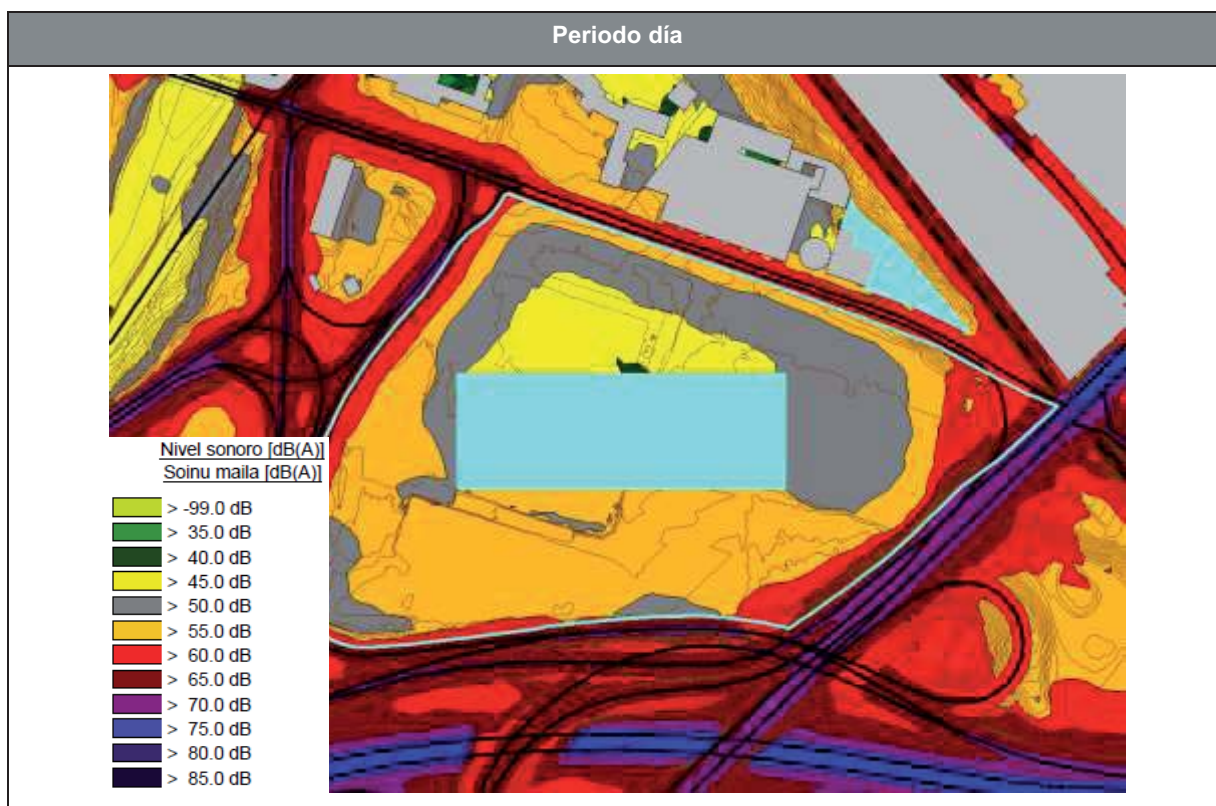 Periodo día
Nivel sonoro [dB(A)]
Soinu maila [dB(A)]
> -99.0 dB
> 35.0 dB
> 40.0 dB
> 45.0 dB
> 50.0 dB
> 55.0 dB
> 60.0 dB
> 65.0 dB
> 70.0 dB
> 75.0 dB
> 80.0 dB
> 85.0 dB